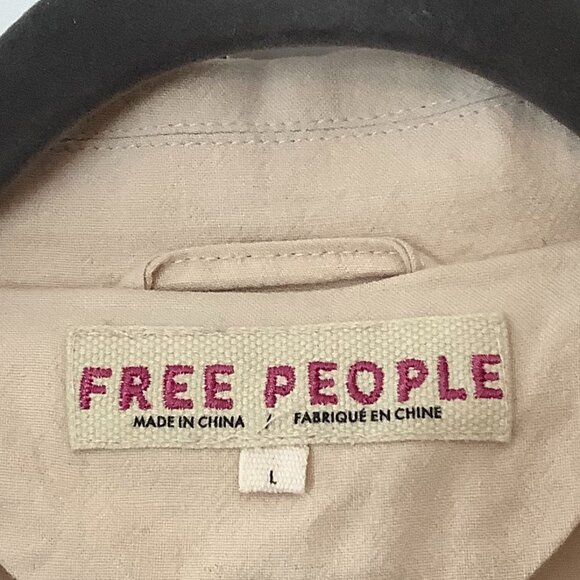 FREE PEOPLE
MADE IN CHINA / FABRIQUÉ EN CHINE
L